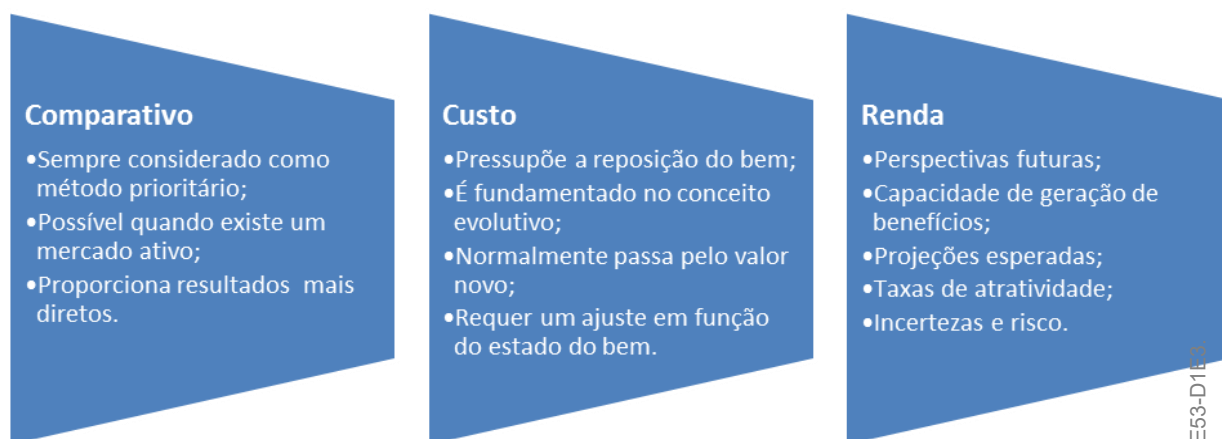 Comparativo
•Sempre considerado como
método prioritário;
•Possível quando existe um
mercado ativo;
•Proporciona resultados mais
diretos.
Custo
•Pressupõe a reposição do bem;
•É fundamentado no conceito
evolutivo;
•Normalmente passa pelo valor
novo;
•Requer um ajuste em função
do estado do bem.
Renda
•Perspectivas futuras;
•Capacidade de geração de
benefícios;
•Projeções esperadas;
•Taxas de atratividade;
•Incertezas e risco.